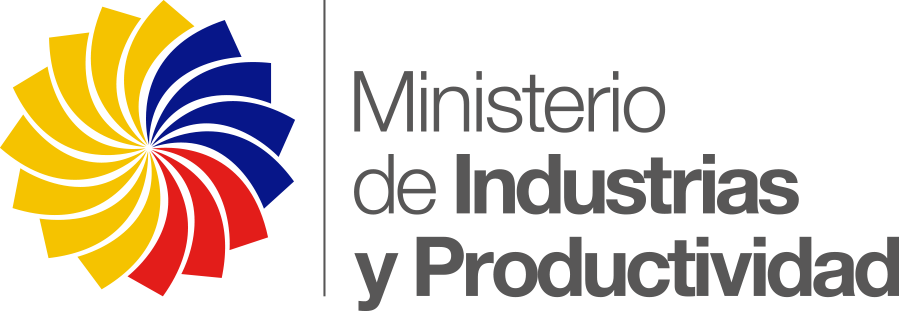 Ministerio
de Industrias
y Productividad